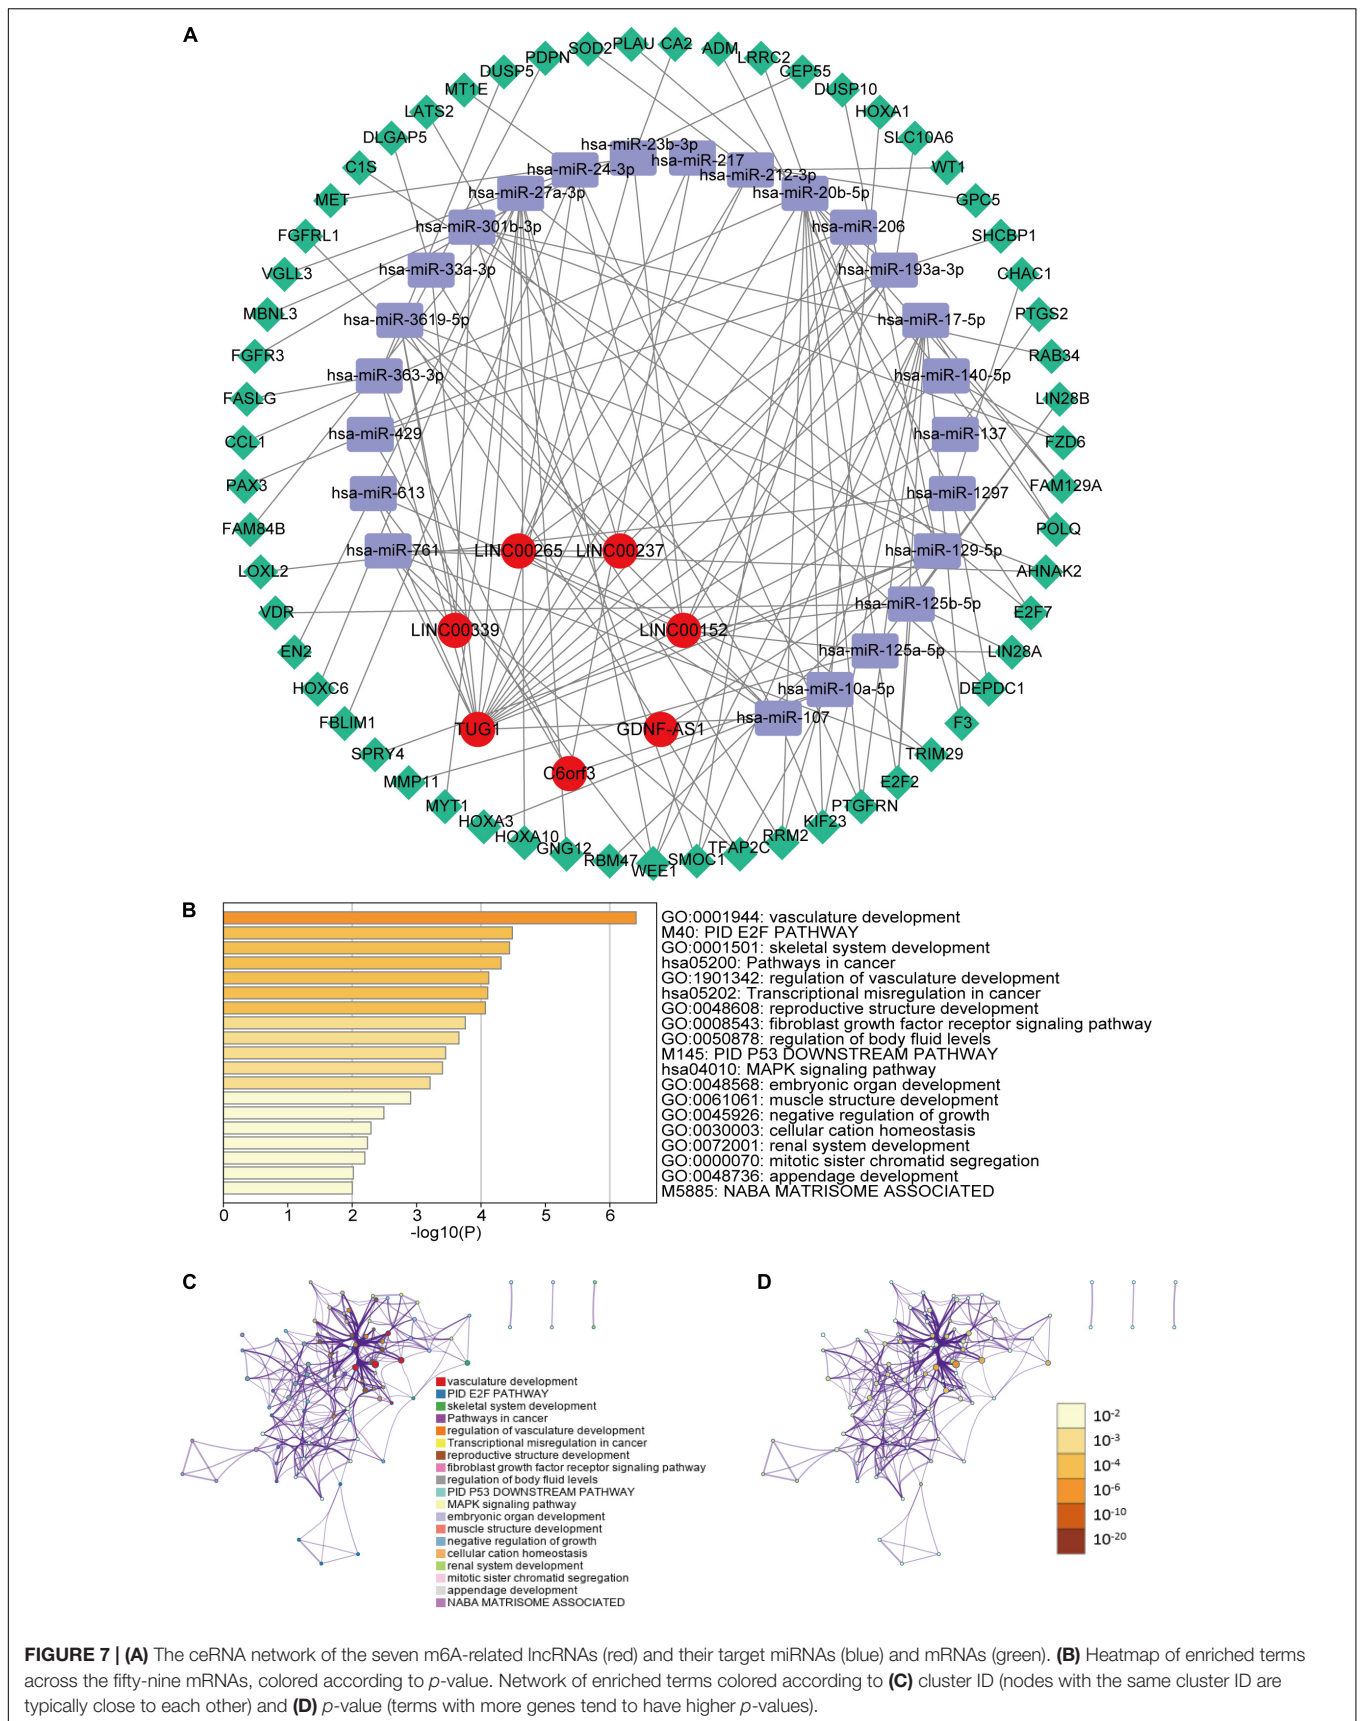 A
SOD2
PLAU
CA2
ADM
LRRC2
PDPN
CEP55
DUSP5
DUSP10
MT1E
HOXA1
LATS2
SLC10A6
DLGAP5
WT1
C1S
GPC5
MET
SHCBP1
FGFRL1
CHAC1
VGLL3
PTGS2
MBNL3
RAB34
FGFR3
LIN28B
FASLG
FZD6
CCL1
FAM129A
PAX3
POLQ
FAM84B
AHNAK2
LOXL2
E2F7
VDR
LIN28A
EN2
DEPDC1
HOXC6
F3
FBLIM1
TRIM29
SPRY4
E2F2
MMP11
PTGFRN
MYT1
KIF23
HOXA3
RRM2
HOXA10
TFAP2C
GNG12
SMOC1
RBM47
WEE1
hsa-miR-23b-3p
hsa-miR-217
hsa-miR-24-3p
hsa-miR-212-3p
hsa-miR-27a-3p
hsa-miR-20b-5p
hsa-miR-301b-3p
hsa-miR-206
hsa-miR-33a-3p
hsa-miR-193a-3p
hsa-miR-3619-5p
hsa-miR-17-5p
hsa-miR-363-3p
hsa-miR-140-5p
hsa-miR-429
hsa-miR-137
hsa-miR-613
hsa-miR-1297
hsa-miR-761
hsa-miR-129-5p
hsa-miR-125b-5p
hsa-miR-125a-5p
hsa-miR-10a-5p
hsa-miR-107
LINC00265
LINC00237
LINC00339
LINC00152
TUG1
GDNF-AS1
C6orf3
B
GO:0001944: vasculature development
M40: PID E2F PATHWAY
GO:0001501: skeletal system development
hsa05200: Pathways in cancer
GO:1901342: regulation of vasculature development
hsa05202: Transcriptional misregulation in cancer
GO:0048608: reproductive structure development
GO:0008543: fibroblast growth factor receptor signaling pathway
GO:0050878: regulation of body fluid levels
M145: PID P53 DOWNSTREAM PATHWAY
hsa04010: MAPK signaling pathway
GO:0048568: embryonic organ development
GO:0061061: muscle structure development
GO:0045926: negative regulation of growth
GO:0030003: cellular cation homeostasis
GO:0072001: renal system development
GO:0000070: mitotic sister chromatid segregation
GO:0048736: appendage development
M5885: NABA MATRISOME ASSOCIATED
0 1 2 3 4 5 6
-log10(P)
C
vasculature development
PID E2F PATHWAY
skeletal system development
Pathways in cancer
regulation of vasculature development
Transcriptional misregulation in cancer
reproductive structure development
fibroblast growth factor receptor signaling pathway
regulation of body fluid levels
PID P53 DOWNSTREAM PATHWAY
MAPK signaling pathway
embryonic organ development
muscle structure development
negative regulation of growth
cellular cation homeostasis
renal system development
mitotic sister chromatid segregation
appendage development
NABA MATRISOME ASSOCIATED
D
10-2
10-3
10-4
10-6
10-10
10-20
FIGURE 7 | (A) The ceRNA network of the seven m6A-related lncRNAs (red) and their target miRNAs (blue) and mRNAs (green). (B) Heatmap of enriched terms
across the fifty-nine mRNAs, colored according to p-value. Network of enriched terms colored according to (C) cluster ID (nodes with the same cluster ID are
typically close to each other) and (D) p-value (terms with more genes tend to have higher p-values).